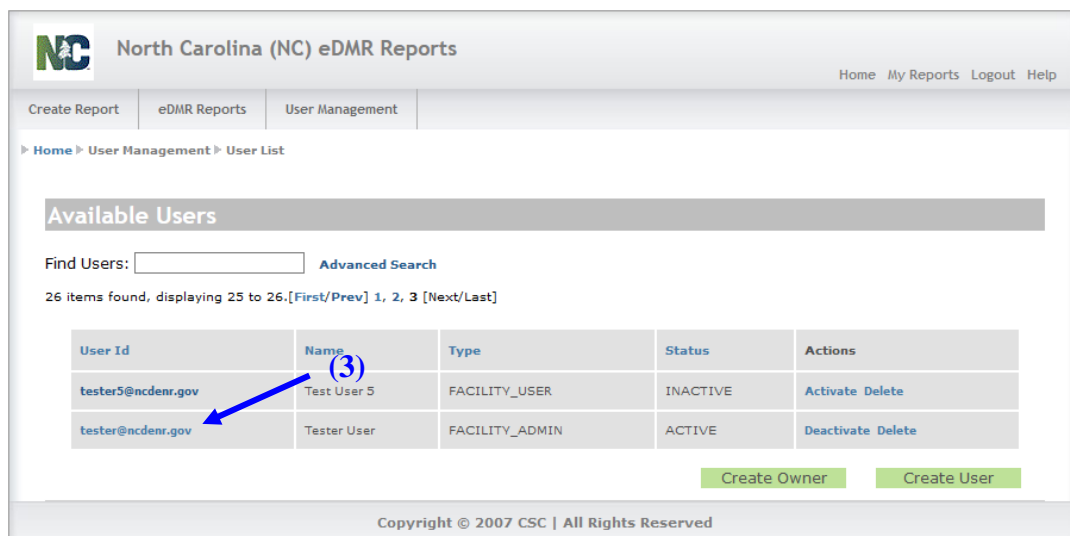 NC North Carolina (NC) eDMR Reports
Home My Reports Logout Help
Create Report eDMR Reports User Management
Home User Management User List
Available Users
Find Users: Advanced Search
26 items found, displaying 25 to 26.[First/Prev] 1, 2, 3 [Next/Last]
User Id Name Type Status Actions
(3)
tester5@ncdenr.gov Test User 5 FACILITY_USER INACTIVE Activate Delete
tester@ncdenr.gov Tester User FACILITY_ADMIN ACTIVE Deactivate Delete
Create Owner Create User
Copyright © 2007 CSC | All Rights Reserved